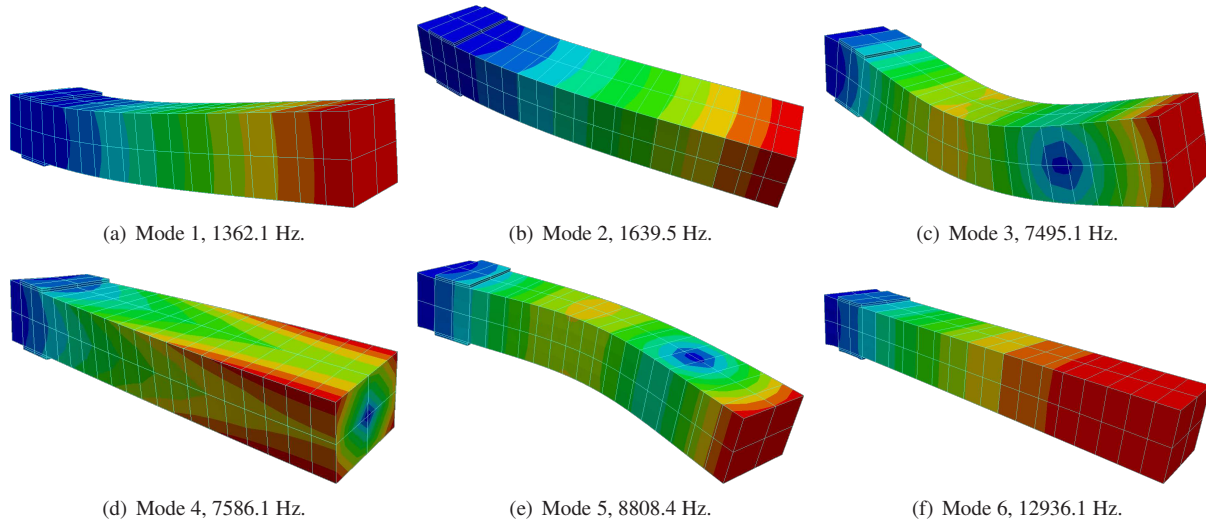 (a) Mode 1, 1362.1 Hz.
(b) Mode 2, 1639.5 Hz.
(c) Mode 3, 7495.1 Hz.
(d) Mode 4, 7586.1 Hz.
(e) Mode 5, 8808.4 Hz.
(f) Mode 6, 12936.1 Hz.